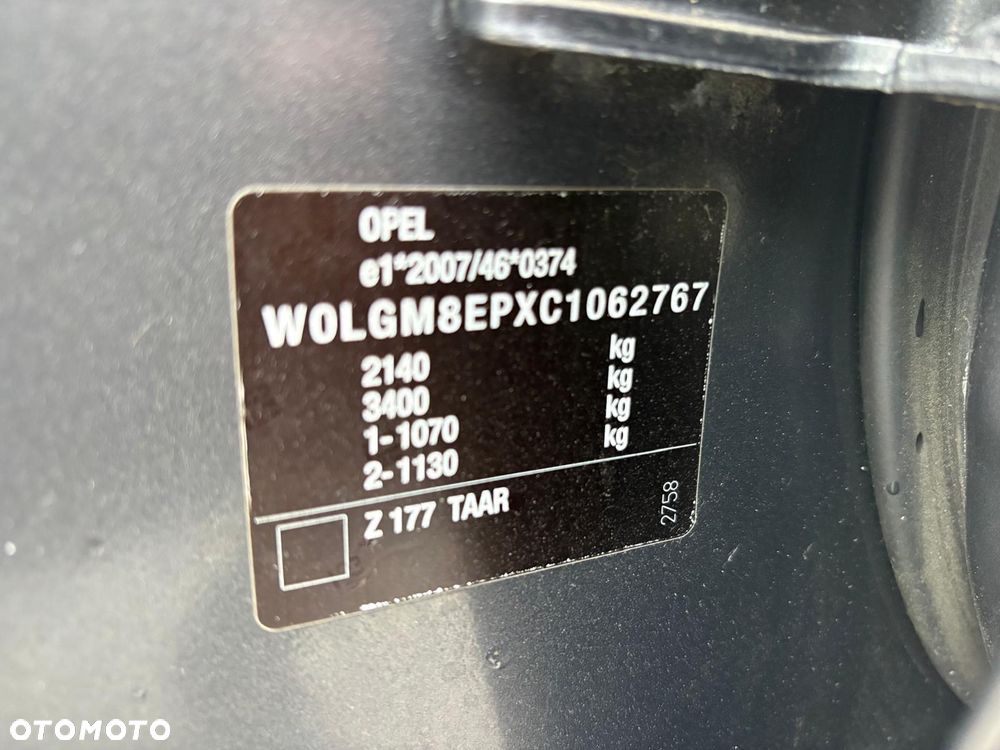 OPEL
e1*2007/46*0374
W0LGM8EPXC1062767
2140 kg
3400 kg
1-1070 kg
2-1130 kg
Z 177 TAAR
2758
OTOMOTO